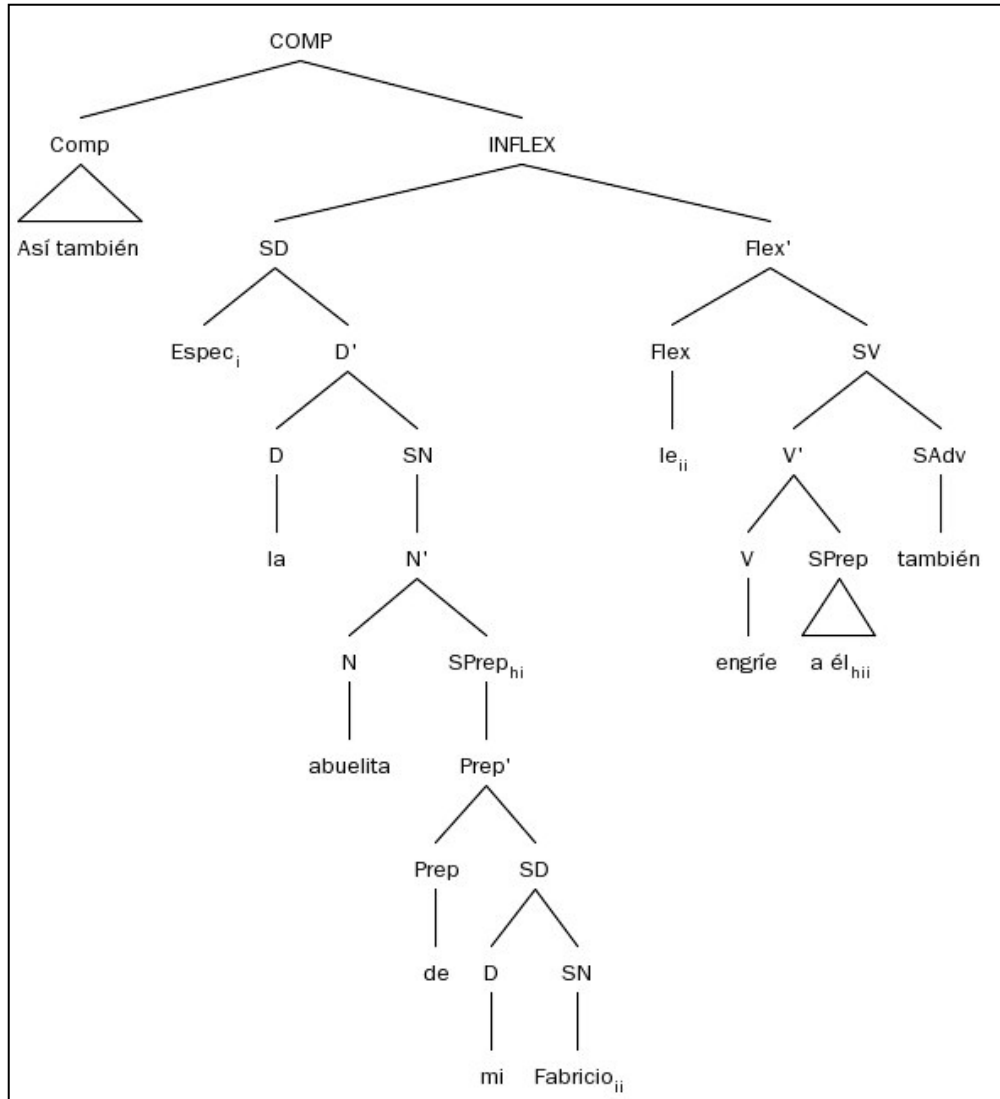 COMP
Comp INFLEX
Así también SD Flex'
Espec_i D' Flex SV
D SN le_ii V' SAdv
la N' V SPrep también
N SPrep_hi engríe a él_hii
abuelita Prep'
Prep SD
de D SN
mi Fabricio_ii